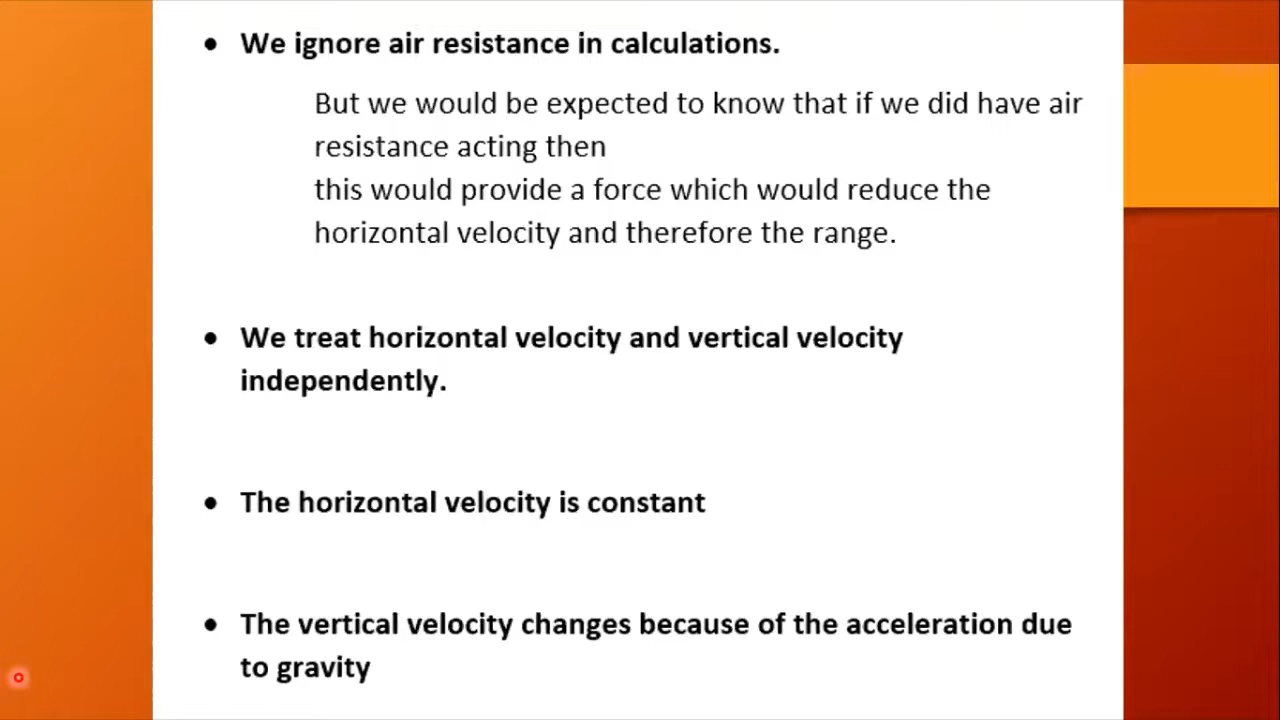 • We ignore air resistance in calculations.
But we would be expected to know that if we did have air
resistance acting then
this would provide a force which would reduce the
horizontal velocity and therefore the range.
• We treat horizontal velocity and vertical velocity
independently.
• The horizontal velocity is constant
• The vertical velocity changes because of the acceleration due
to gravity